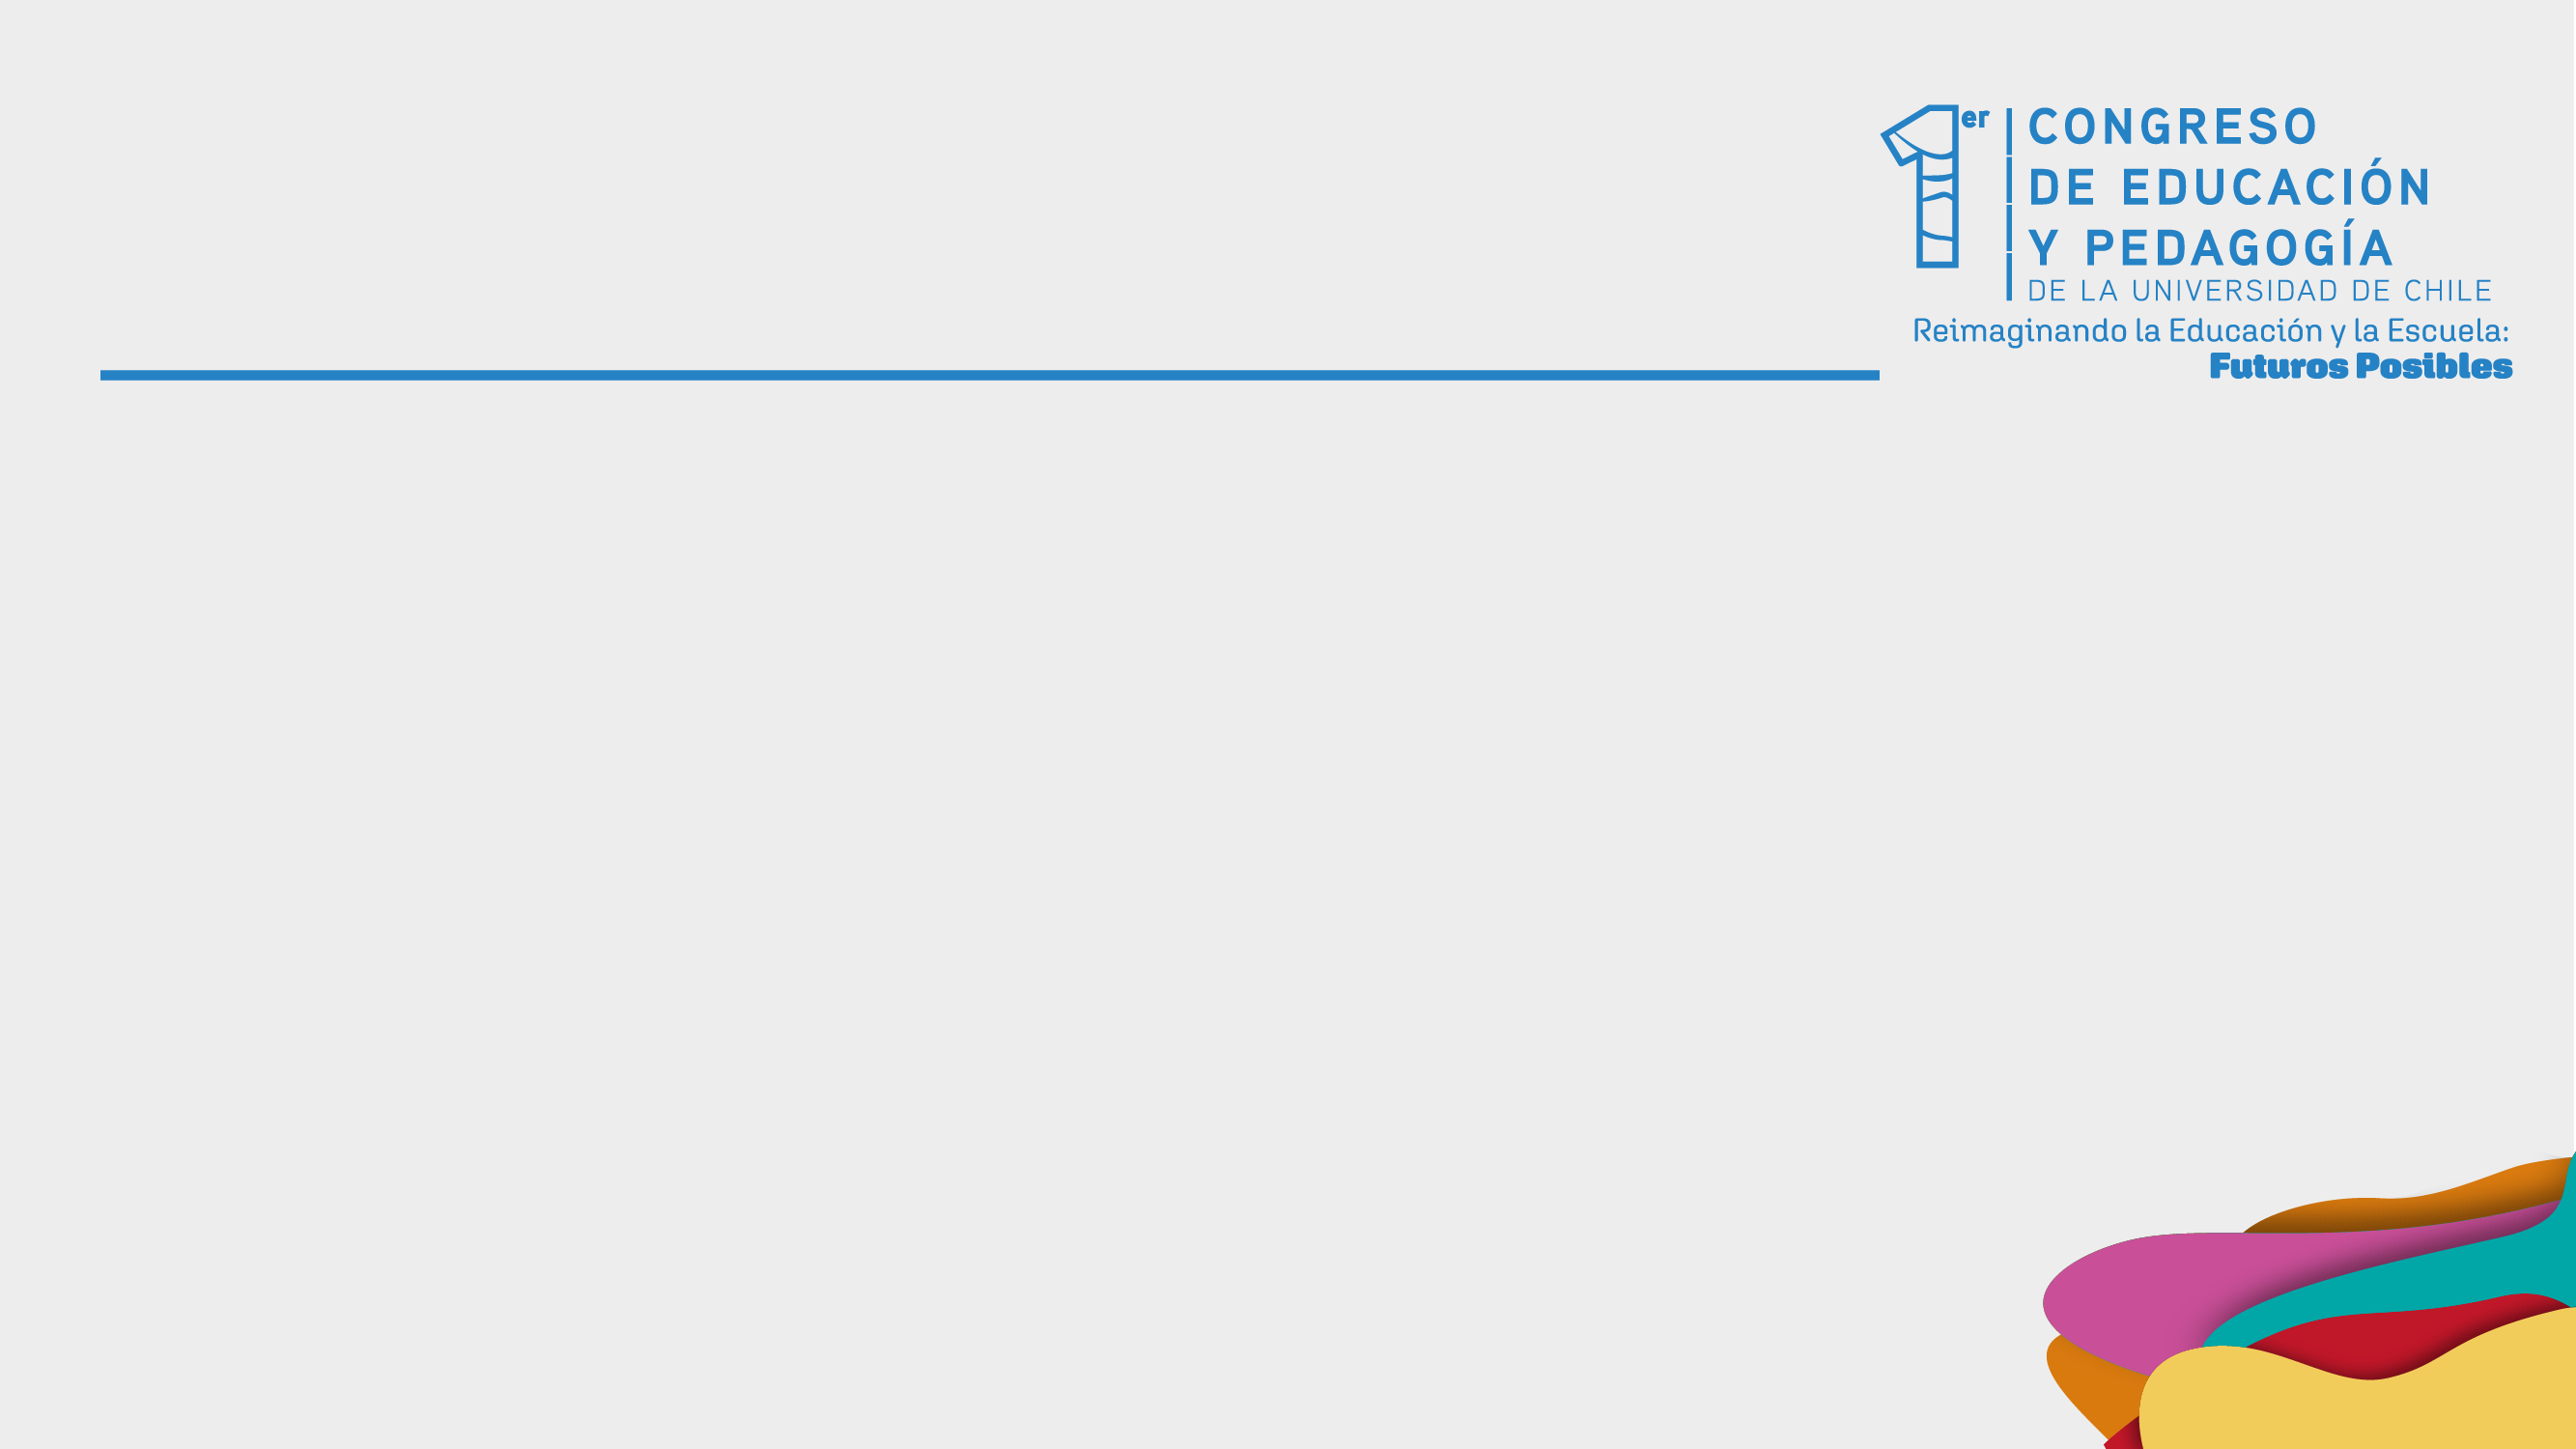 1er
CONGRESO
DE EDUCACIÓN
Y PEDAGOGÍA
DE LA UNIVERSIDAD DE CHILE
Reimaginando la Educación y la Escuela:
Futuros Posibles